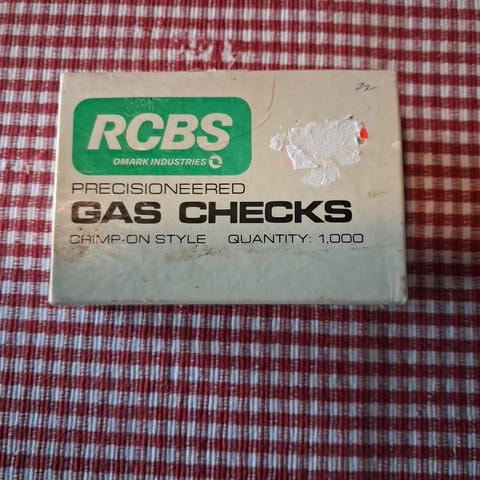 RCBS
OMARK INDUSTRIES
PRECISIONEERED
GAS CHECKS
CRIMP-ON STYLE QUANTITY: 1,000